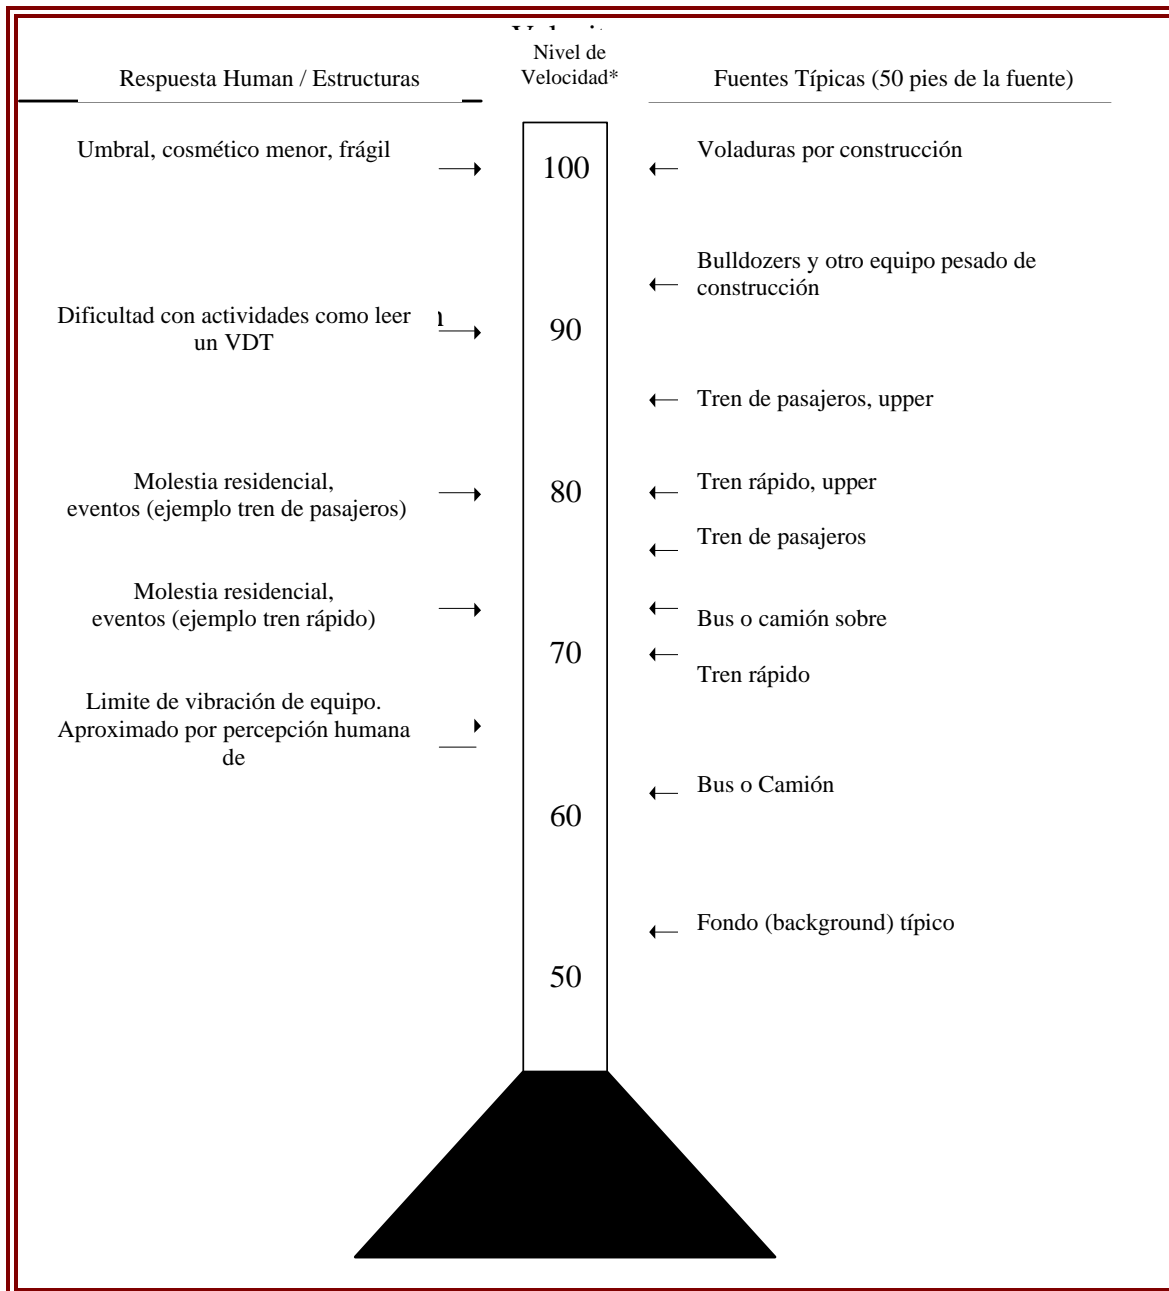 Nivel de
Velocidad*
Respuesta Human / Estructuras
Fuentes Típicas (50 pies de la fuente)
Umbral, cosmético menor, frágil
100
Voladuras por construcción
Bulldozers y otro equipo pesado de
construcción
Dificultad con actividades como leer
un VDT
90
Tren de pasajeros, upper
Molestia residencial,
eventos (ejemplo tren de pasajeros)
80
Tren rápido, upper
Tren de pasajeros
Molestia residencial,
eventos (ejemplo tren rápido)
Bus o camión sobre
70
Tren rápido
Limite de vibración de equipo.
Aproximado por percepción humana
de
Bus o Camión
60
Fondo (background) típico
50